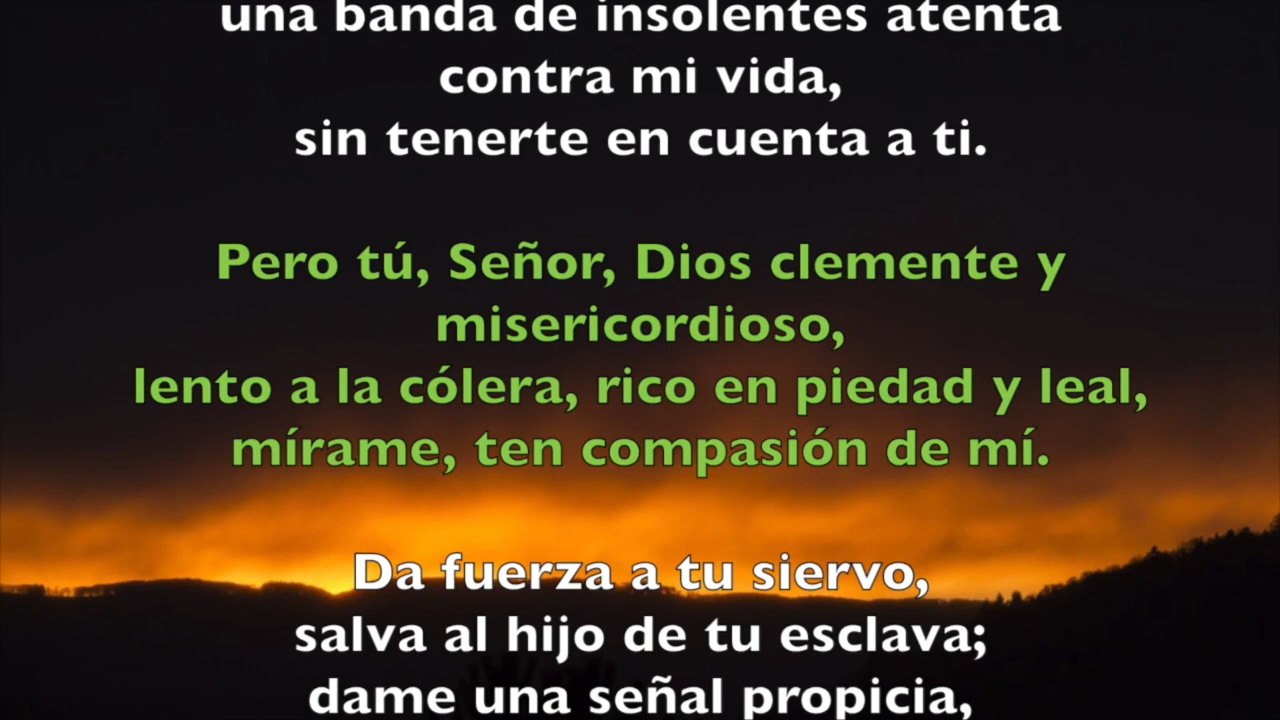 una banda de insolentes atenta
contra mi vida,
sin tenerte en cuenta a ti.
Pero tú, Señor, Dios clemente y
misericordioso,
lento a la cólera, rico en piedad y leal,
mírame, ten compasión de mí.
Da fuerza a tu siervo,
salva al hijo de tu esclava;
dame una señal propicia,